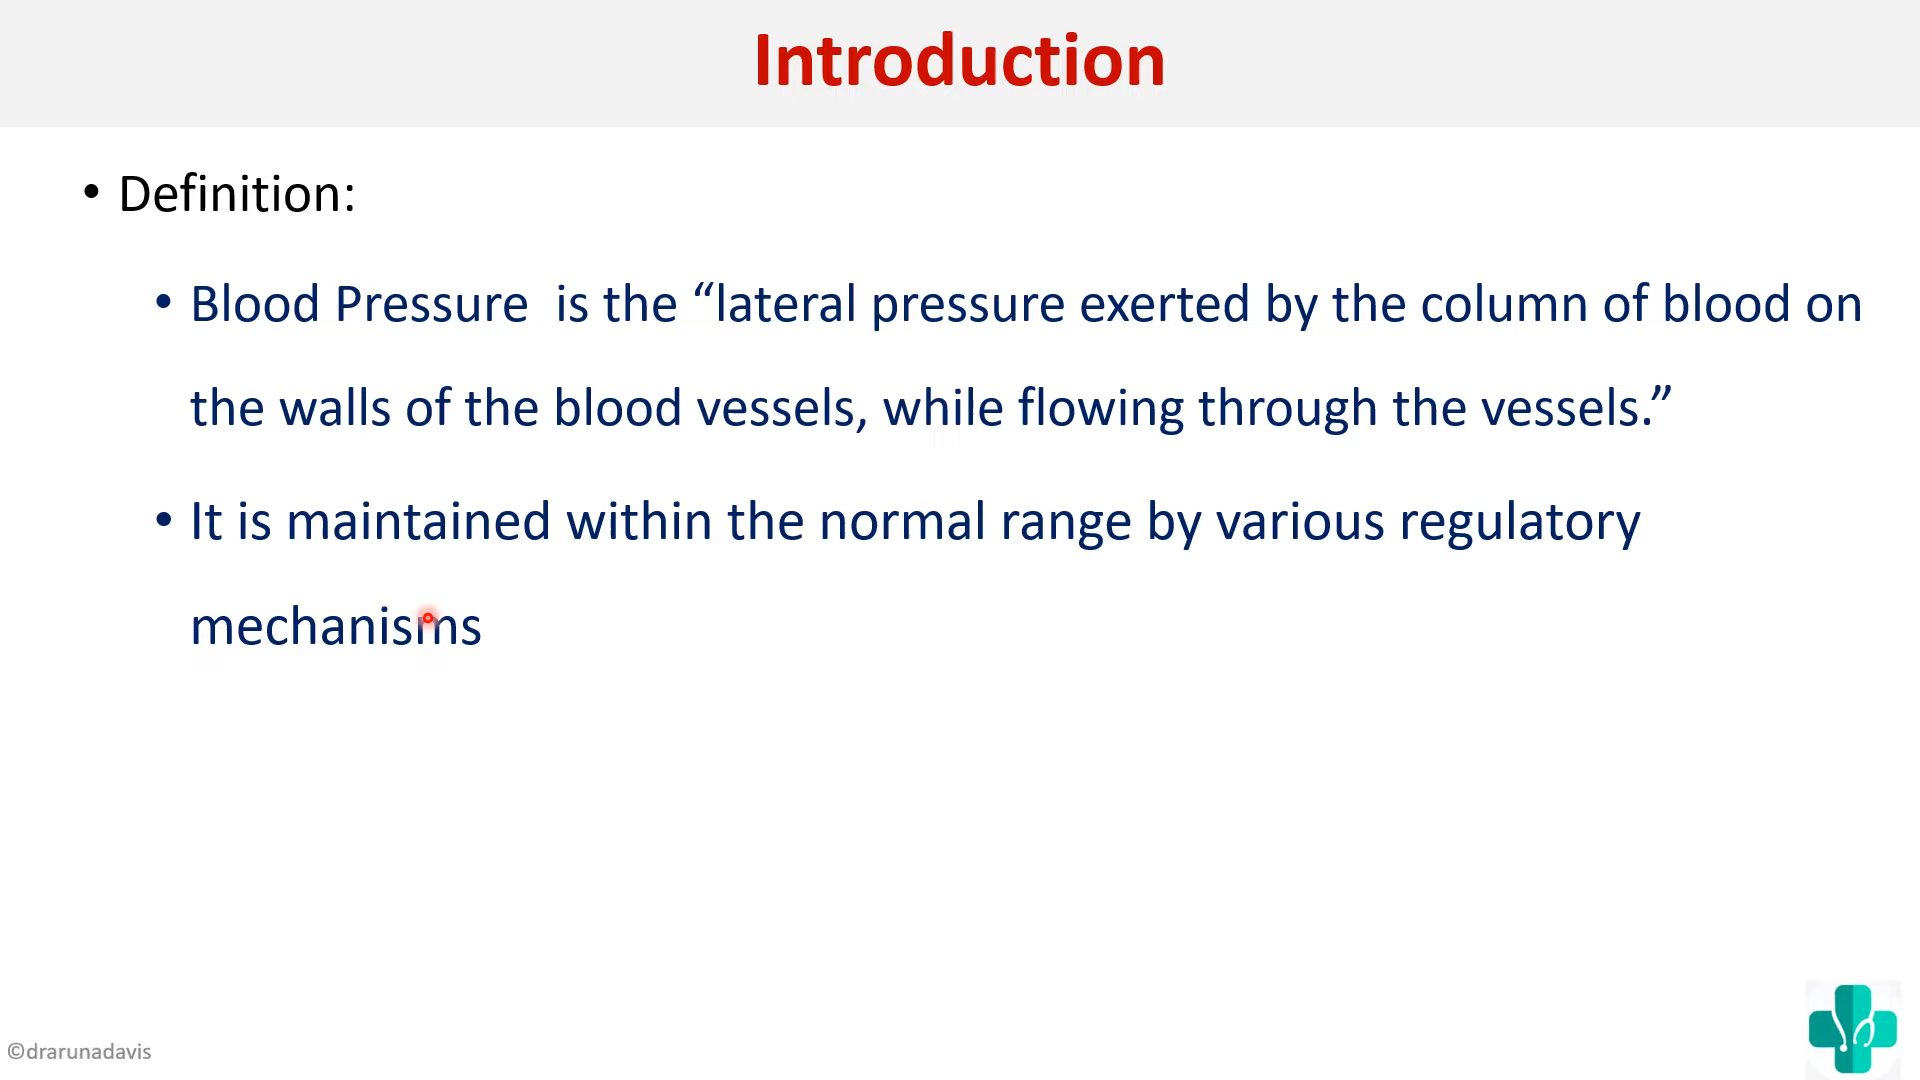 Introduction
• Definition:
• Blood Pressure  is the “lateral pressure exerted by the column of blood on
the walls of the blood vessels, while flowing through the vessels.”
• It is maintained within the normal range by various regulatory
mechanisms
©drarunadavis